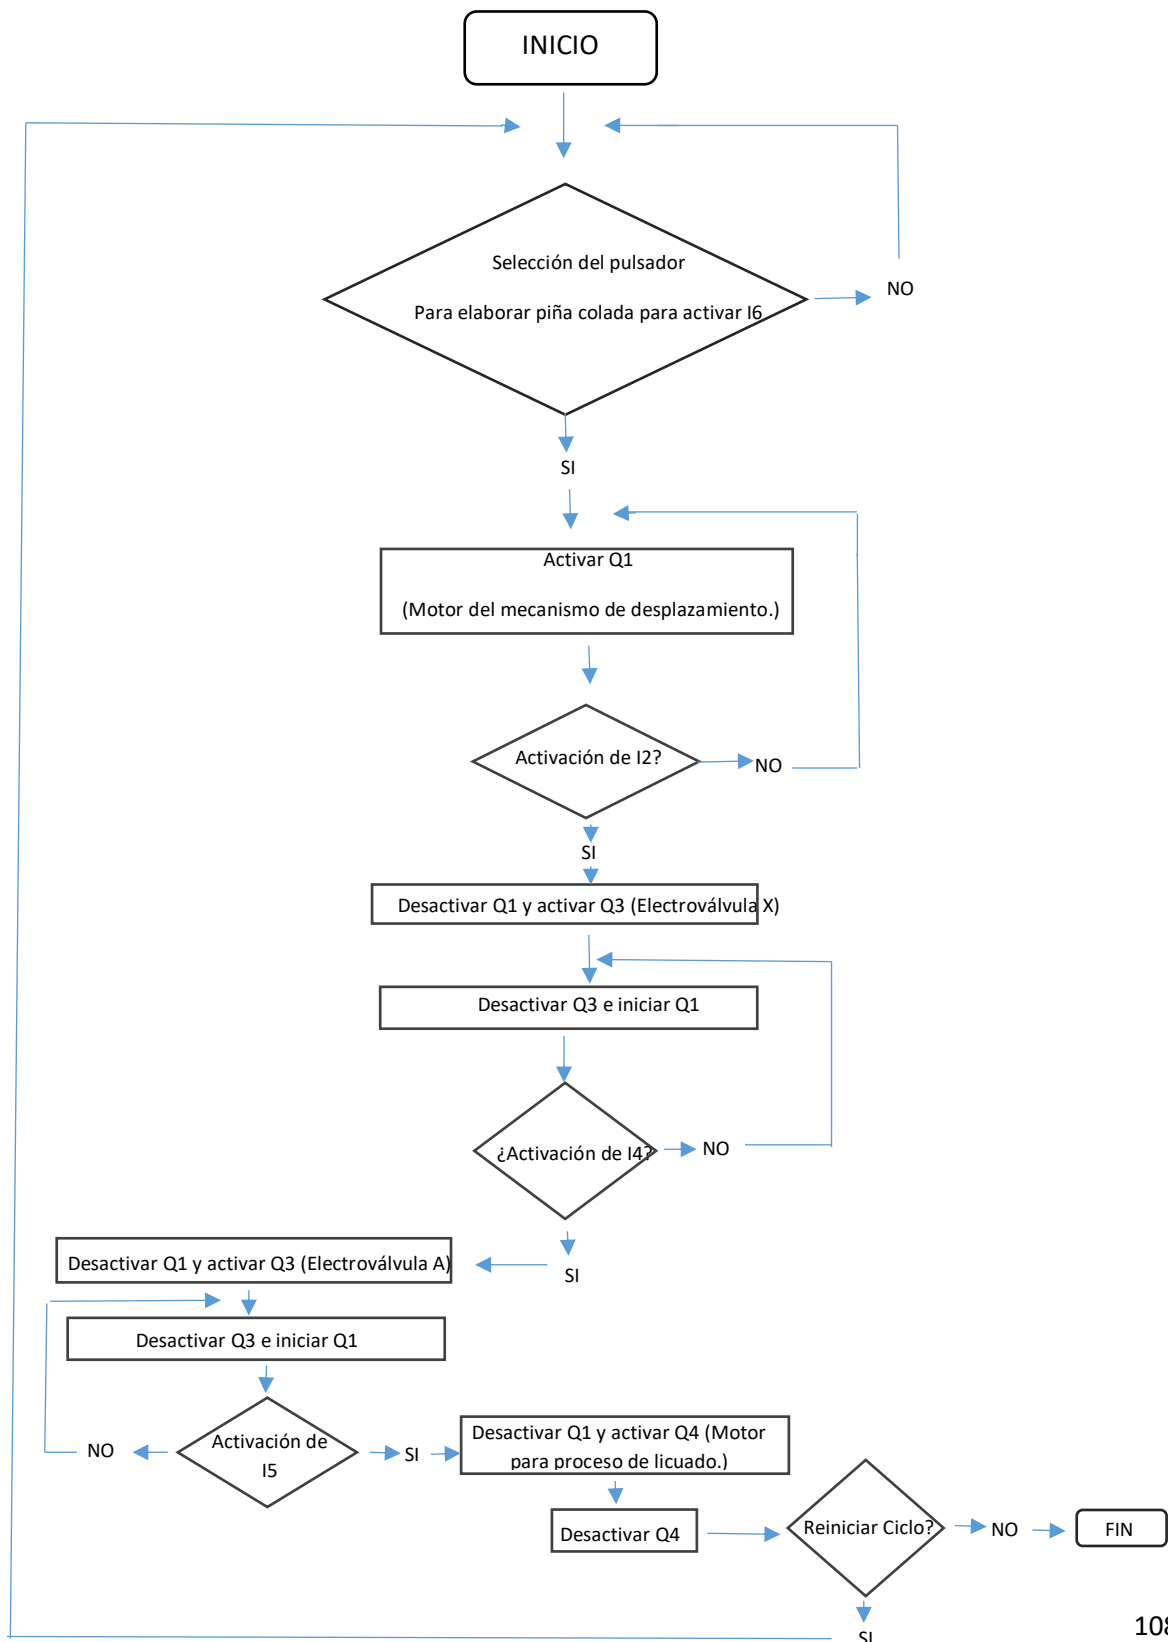 INICIO
Selección del pulsador
Para elaborar piña colada para activar I6
NO
SI
Activar Q1
(Motor del mecanismo de desplazamiento.)
Activación de I2?
NO
SI
Desactivar Q1 y activar Q3 (Electroválvula X)
Desactivar Q3 e iniciar Q1
¿Activación de I4?
NO
SI
Desactivar Q1 y activar Q3 (Electroválvula A)
Desactivar Q3 e iniciar Q1
Activación de
I5
NO
SI
Desactivar Q1 y activar Q4 (Motor
para proceso de licuado.)
Desactivar Q4
Reiniciar Ciclo?
NO
FIN
SI
108